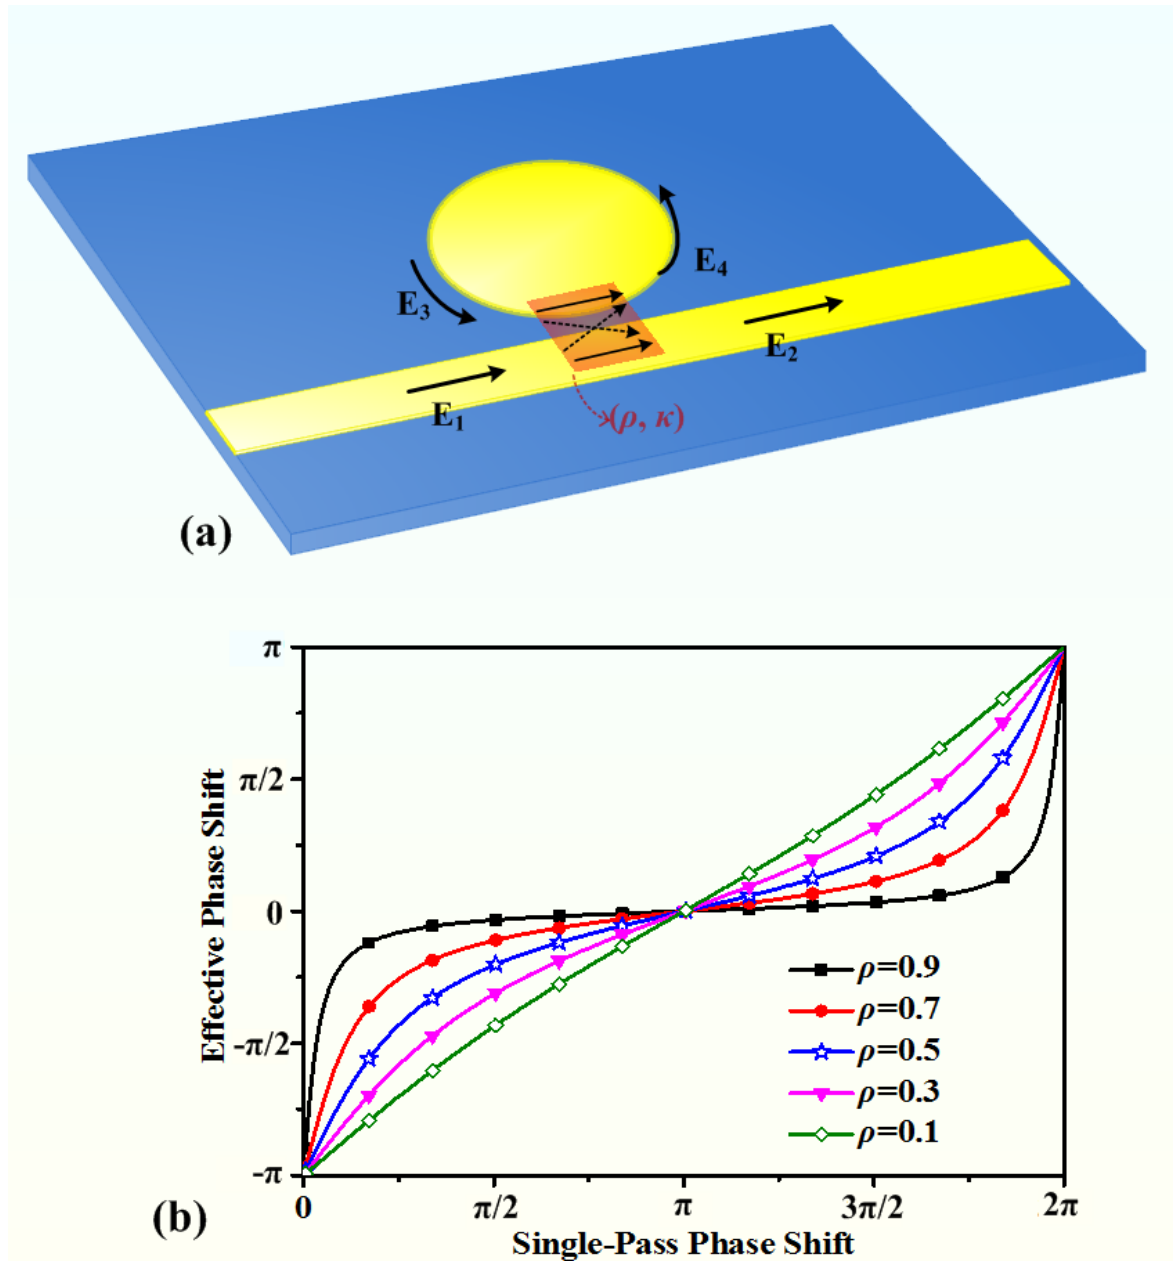 E₃
E₄
E₁
E₂
(ρ, κ)
(a)
Effective Phase Shift
π
π/2
0
-π/2
-π
ρ=0.9
ρ=0.7
ρ=0.5
ρ=0.3
ρ=0.1
0 π/2 π 3π/2 2π
Single-Pass Phase Shift
(b)